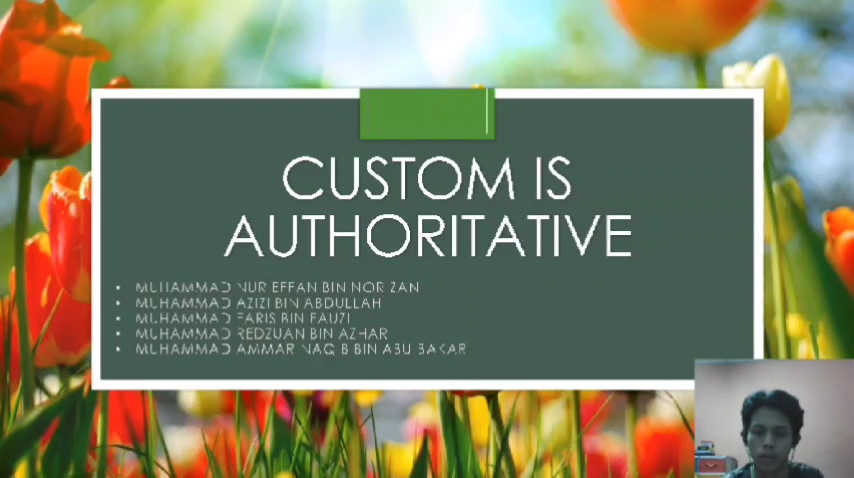 CUSTOM IS
AUTHORITATIVE
• MUHAMMAD NUR EFFAN BIN NOR ZAN
• MUHAMMAD AZIZI BIN ABDULLAH
• MUHAMMAD FARIS BIN FAUZI
• MUHAMMAD REDZUAN BIN AZHAR
• MUHAMMAD AMMAR NAQIB BIN ABU BAKAR